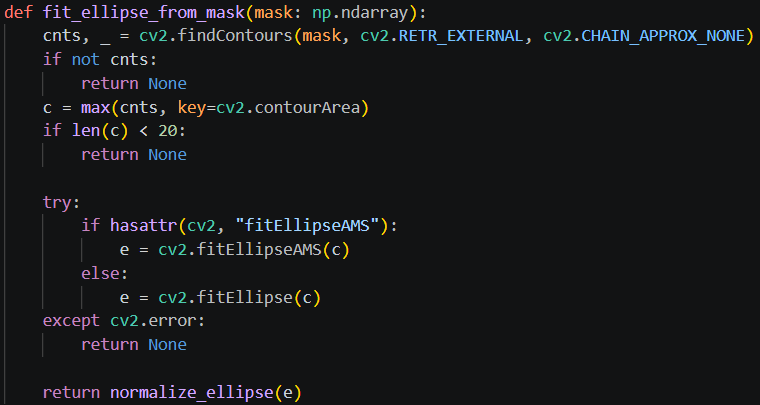 def fit_ellipse_from_mask(mask: np.ndarray):
    cnts, _ = cv2.findContours(mask, cv2.RETR_EXTERNAL, cv2.CHAIN_APPROX_NONE)
    if not cnts:
        return None
    c = max(cnts, key=cv2.contourArea)
    if len(c) < 20:
        return None

    try:
        if hasattr(cv2, "fitEllipseAMS"):
            e = cv2.fitEllipseAMS(c)
        else:
            e = cv2.fitEllipse(c)
    except cv2.error:
        return None

    return normalize_ellipse(e)